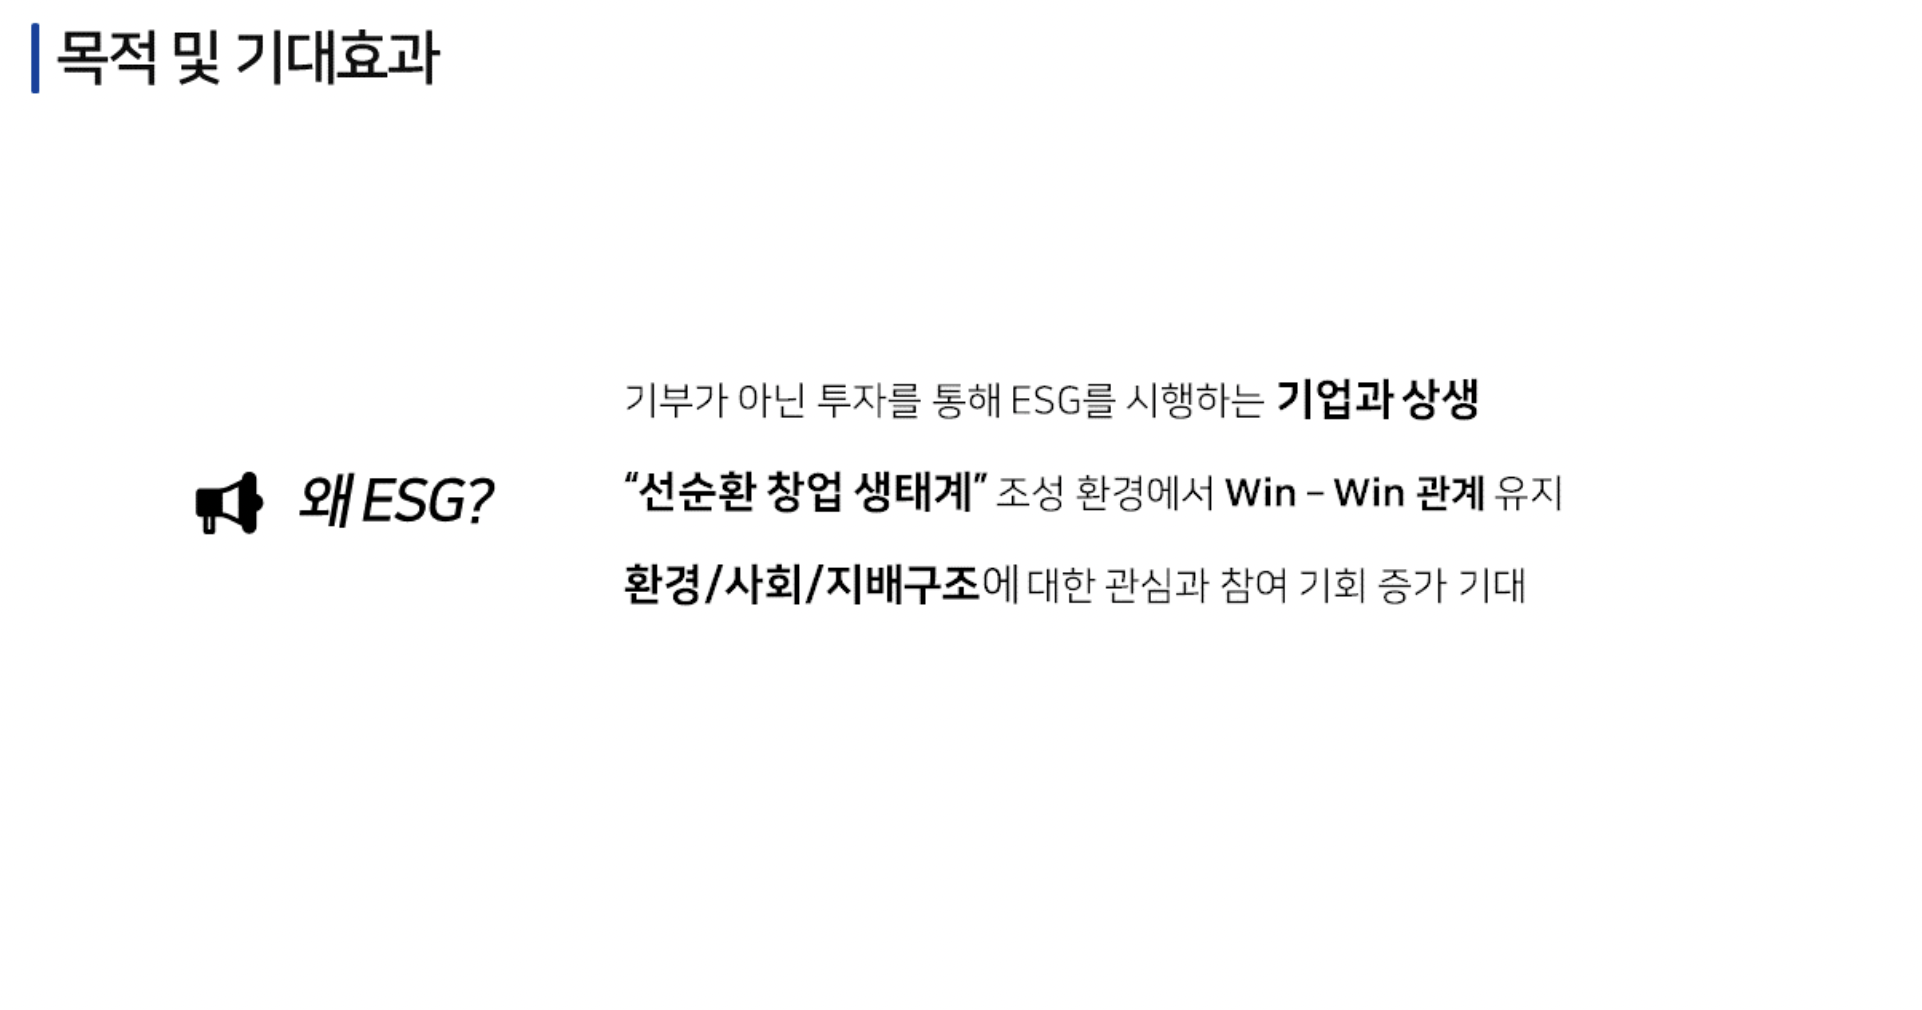 목적 및 기대효과
기부가 아닌 투자를 통해 ESG를 시행하는 기업과 상생
왜 ESG?
“선순환 창업 생태계” 조성 환경에서 Win – Win 관계 유지
환경/사회/지배구조에 대한 관심과 참여 기회 증가 기대